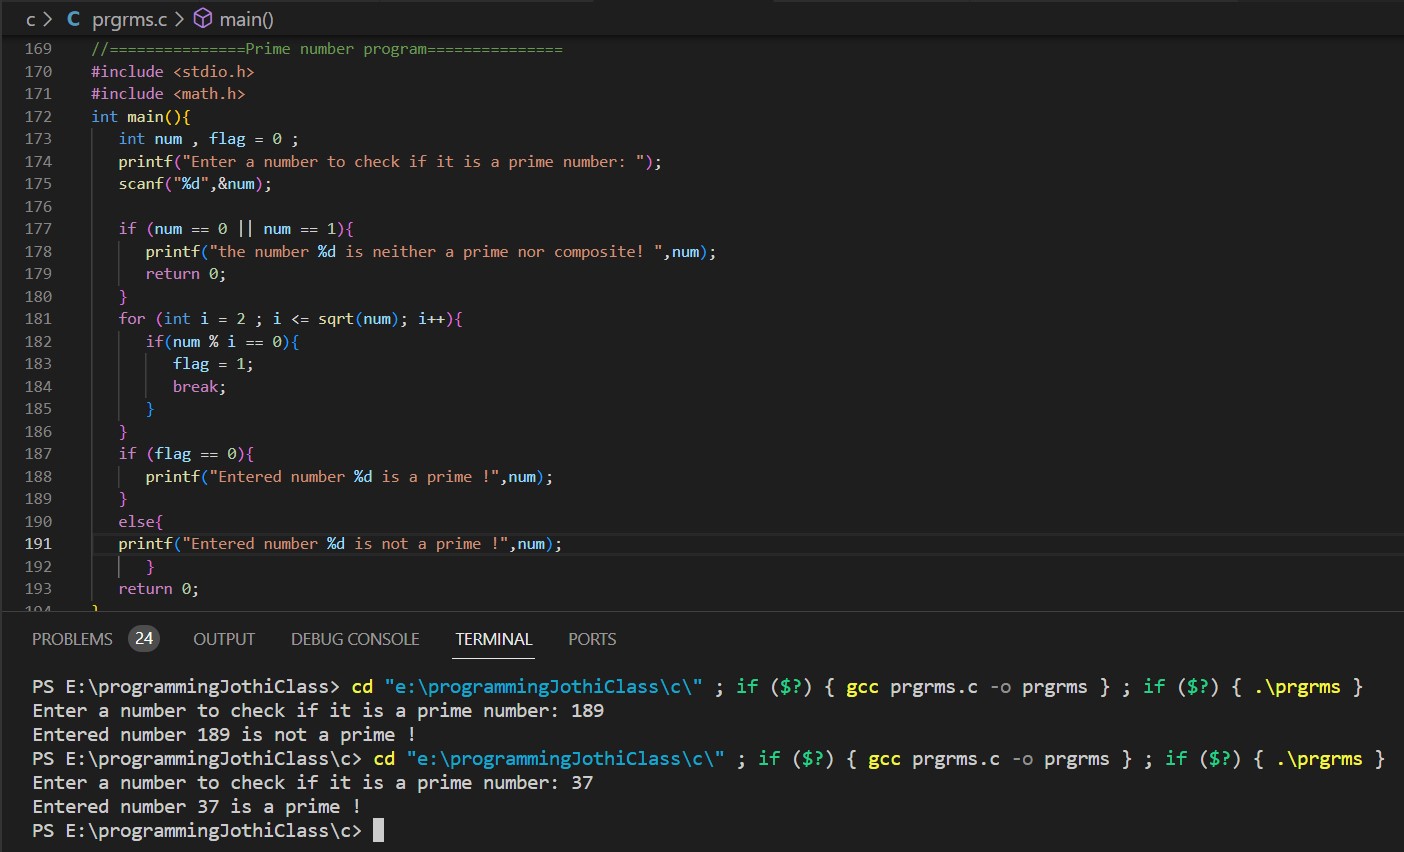 c > C prgrms.c > main()
169 //===============Prime number program===============
170 #include <stdio.h>
171 #include <math.h>
172 int main(){
173 int num , flag = 0 ;
174 printf("Enter a number to check if it is a prime number: ");
175 scanf("%d",&num);
176
177 if (num == 0 || num == 1){
178 printf("the number %d is neither a prime nor composite! ",num);
179 return 0;
180 }
181 for (int i = 2 ; i <= sqrt(num); i++){
182 if(num % i == 0){
183 flag = 1;
184 break;
185 }
186 }
187 if (flag == 0){
188 printf("Entered number %d is a prime !",num);
189 }
190 else{
191 printf("Entered number %d is not a prime !",num);
192 }
193 return 0;
194 }
PROBLEMS 24 OUTPUT DEBUG CONSOLE TERMINAL PORTS
PS E:\programmingJothiClass> cd "e:\programmingJothiClass\c\" ; if ($?) { gcc prgrms.c -o prgrms } ; if ($?) { .\prgrms }
Enter a number to check if it is a prime number: 189
Entered number 189 is not a prime !
PS E:\programmingJothiClass\c> cd "e:\programmingJothiClass\c\" ; if ($?) { gcc prgrms.c -o prgrms } ; if ($?) { .\prgrms }
Enter a number to check if it is a prime number: 37
Entered number 37 is a prime !
PS E:\programmingJothiClass\c>